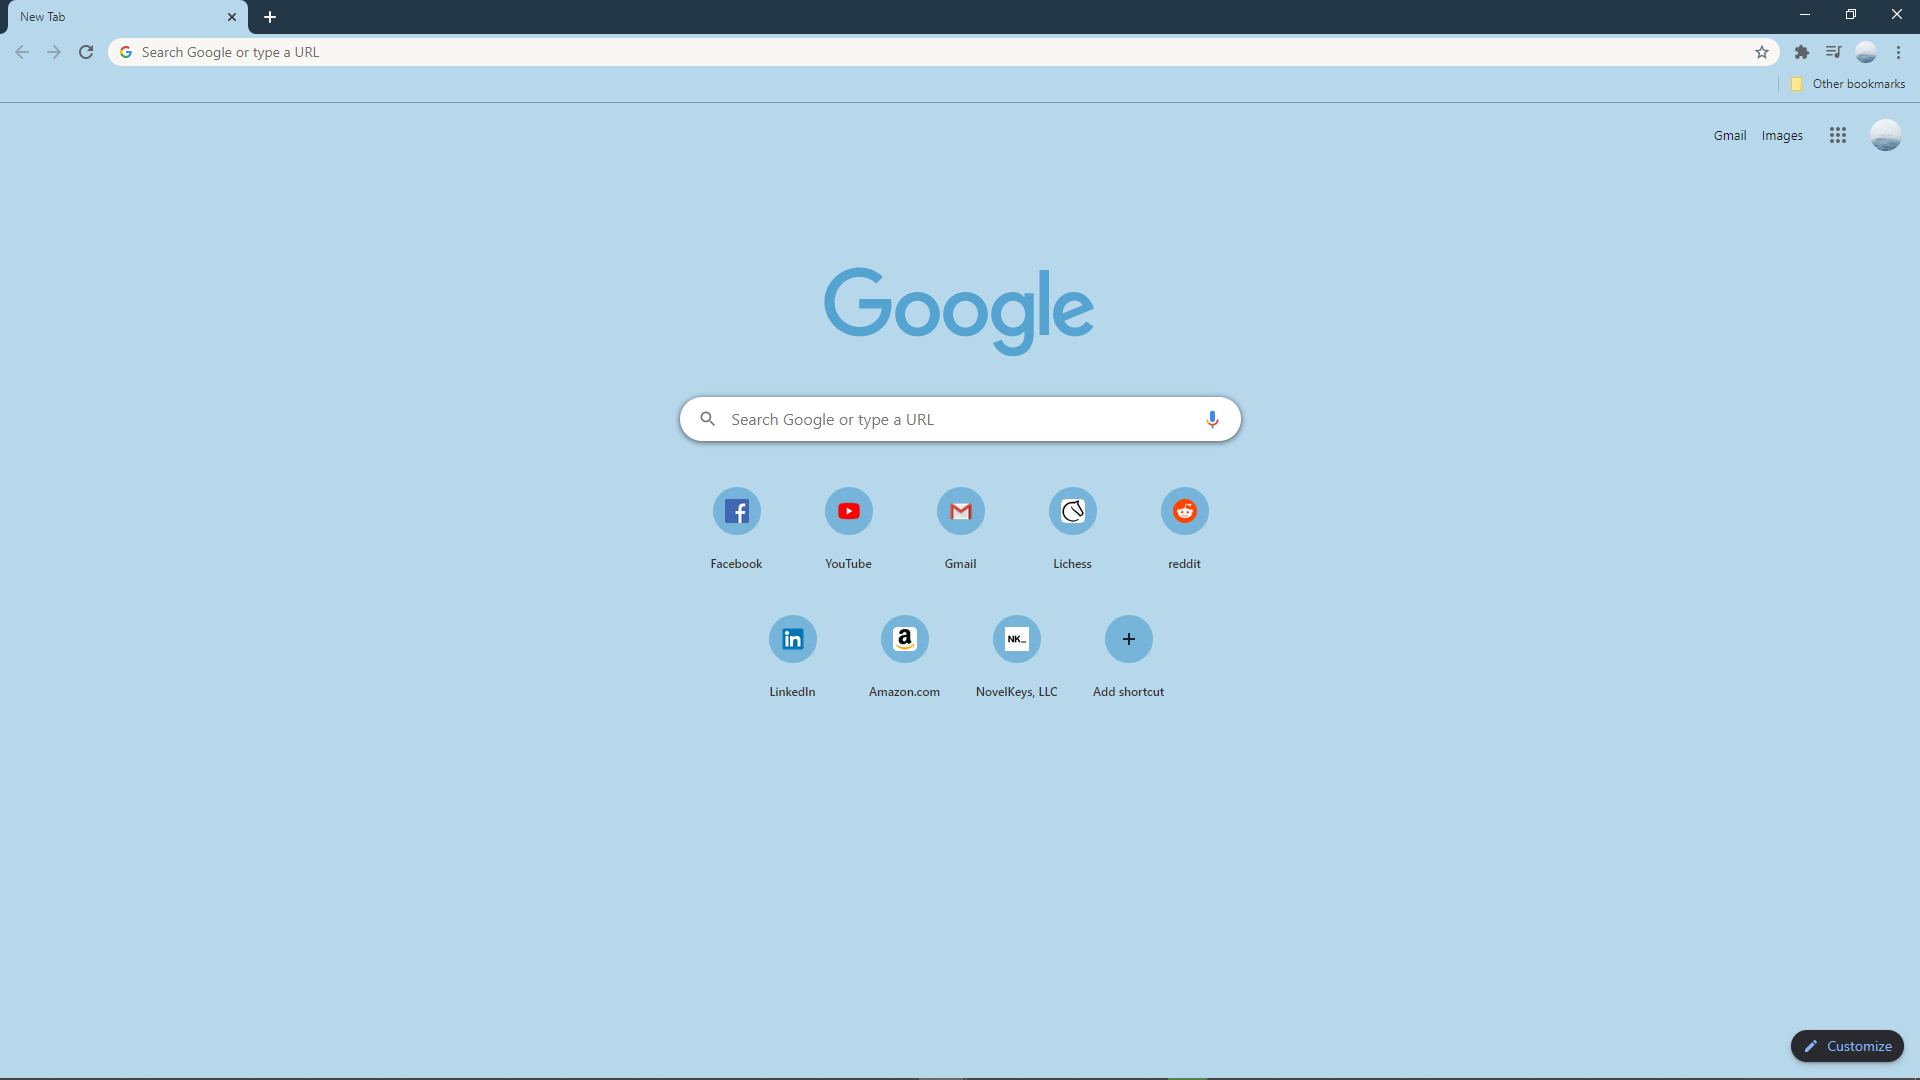 New Tab
Search Google or type a URL
Other bookmarks
Gmail Images
Google
Search Google or type a URL
Facebook YouTube Gmail Lichess reddit
NK_
LinkedIn Amazon.com NovelKeys, LLC Add shortcut
Customize